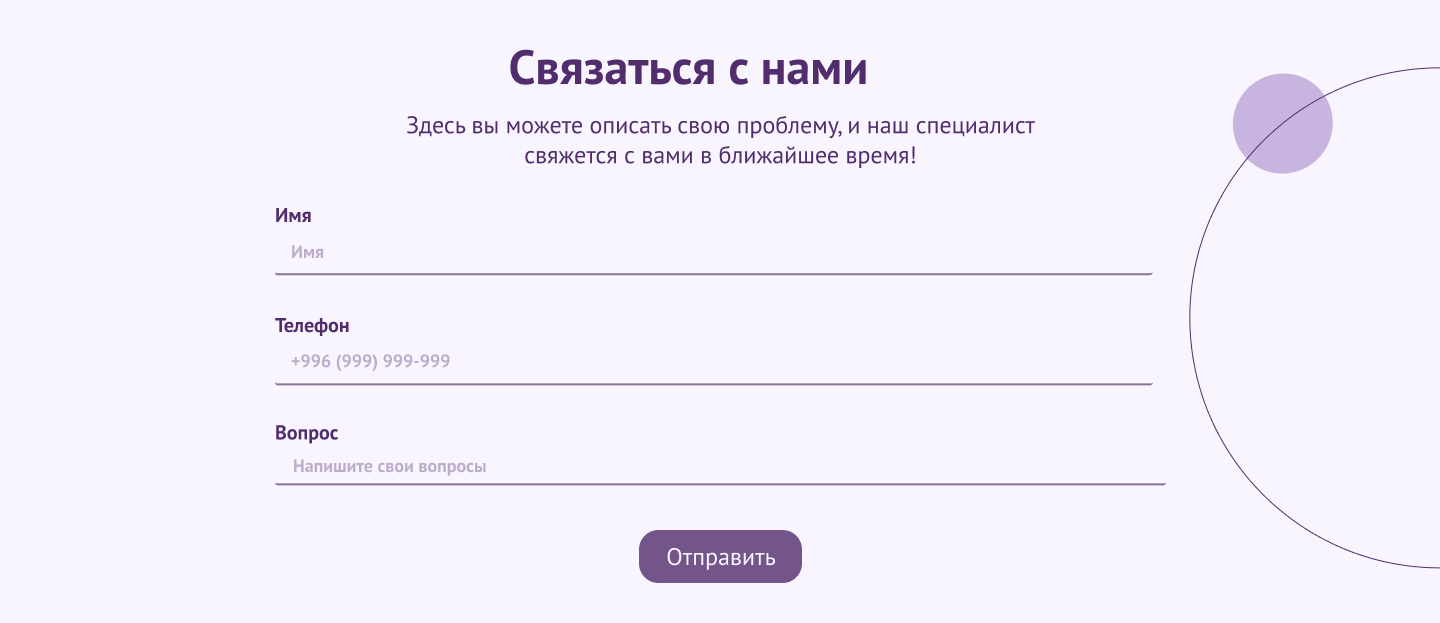 Связаться с нами
Здесь вы можете описать свою проблему, и наш специалист
свяжется с вами в ближайшее время!
Имя
Имя
Телефон
+996 (999) 999-999
Вопрос
Напишите свои вопросы
Отправить